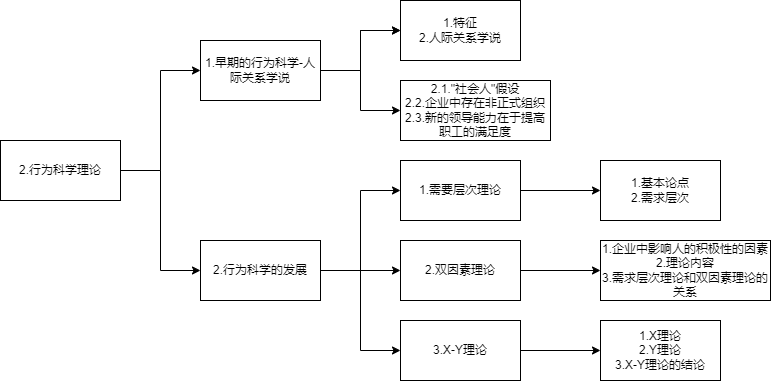 2.行为科学理论
1.早期的行为科学-人
际关系学说
1.特征
2.人际关系学说
2.1."社会人"假设
2.2.企业中存在非正式组织
2.3.新的领导能力在于提高
职工的满足度
2.行为科学的发展
1.需要层次理论
1.基本论点
2.需求层次
2.双因素理论
1.企业中影响人的积极性的因素
2.理论内容
3.需求层次理论和双因素理论的
关系
3.X-Y理论
1.X理论
2.Y理论
3.X-Y理论的结论